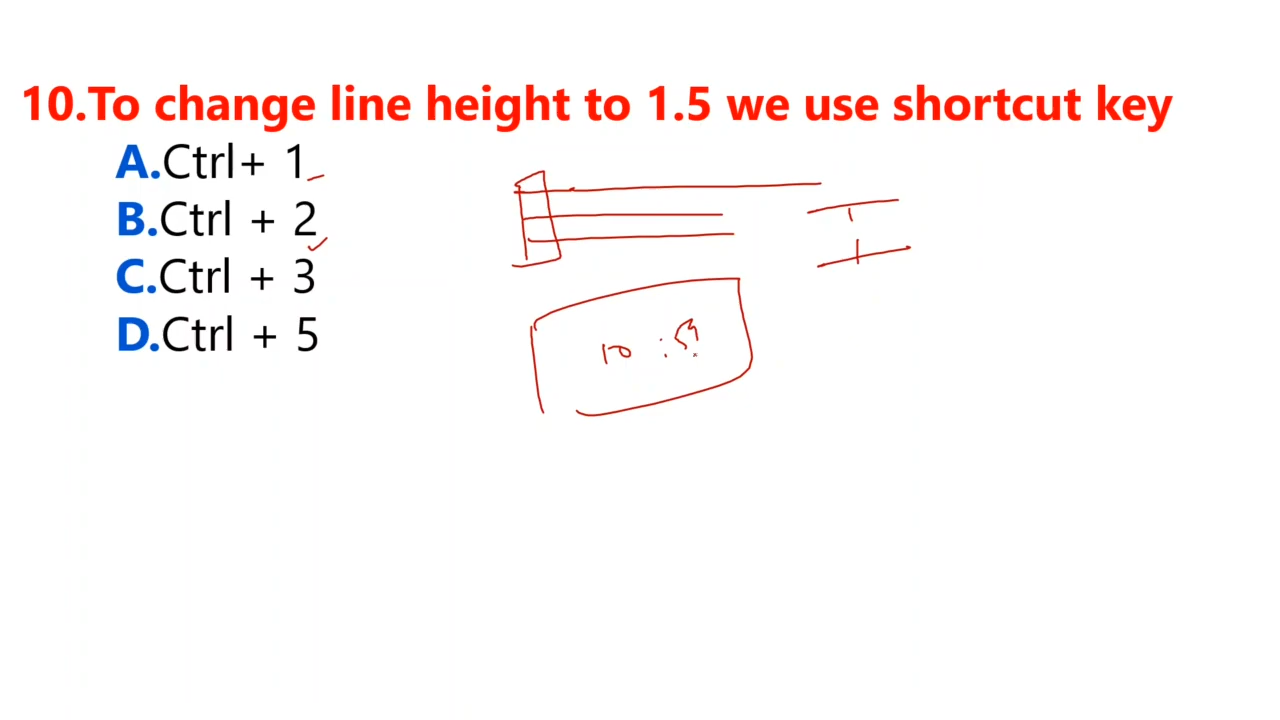 10.To change line height to 1.5 we use shortcut key
A.Ctrl+ 1
B.Ctrl + 2
C.Ctrl + 3
D.Ctrl + 5
10 :